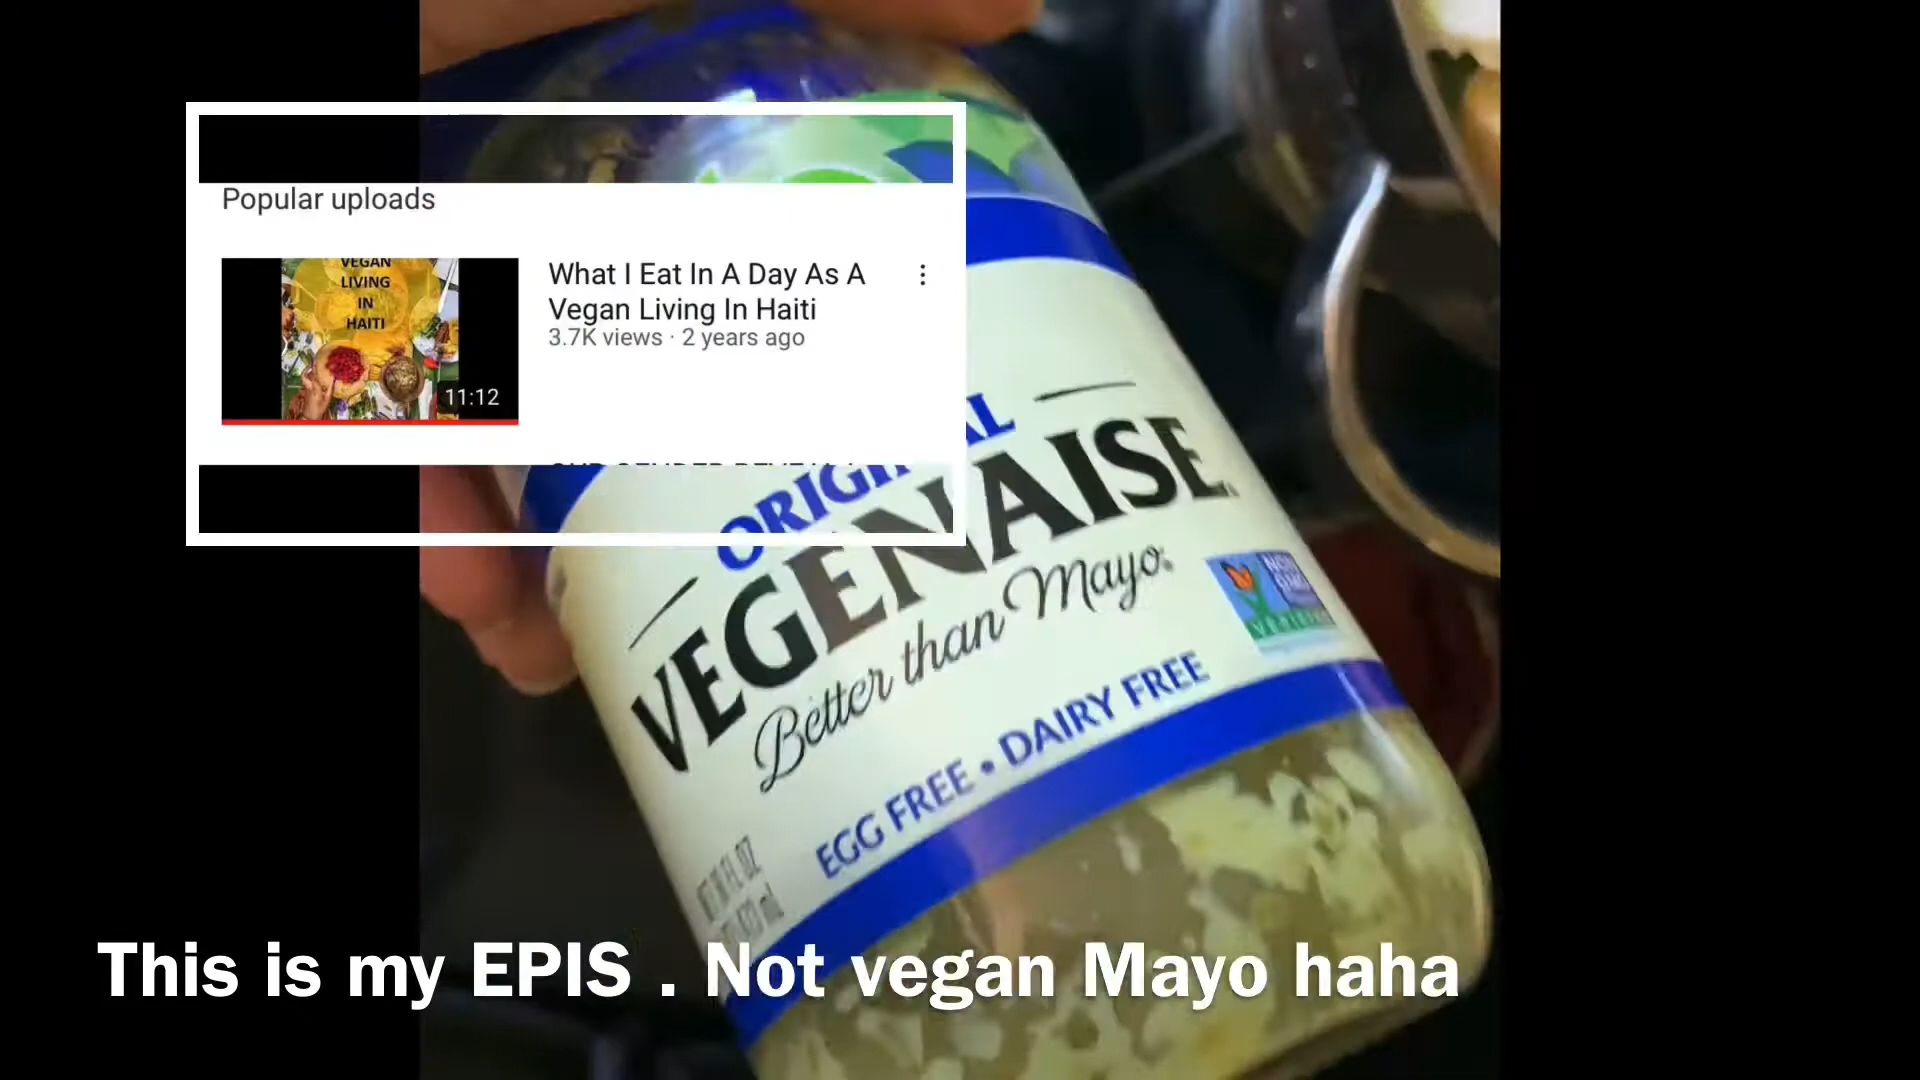 Popular uploads
VEGAN
LIVING
IN
HAITI
11:12
What I Eat In A Day As A
Vegan Living In Haiti
3.7K views · 2 years ago
VEGENAISE
Better than Mayo
EGG FREE • DAIRY FREE
NON
GMO
This is my EPIS . Not vegan Mayo haha